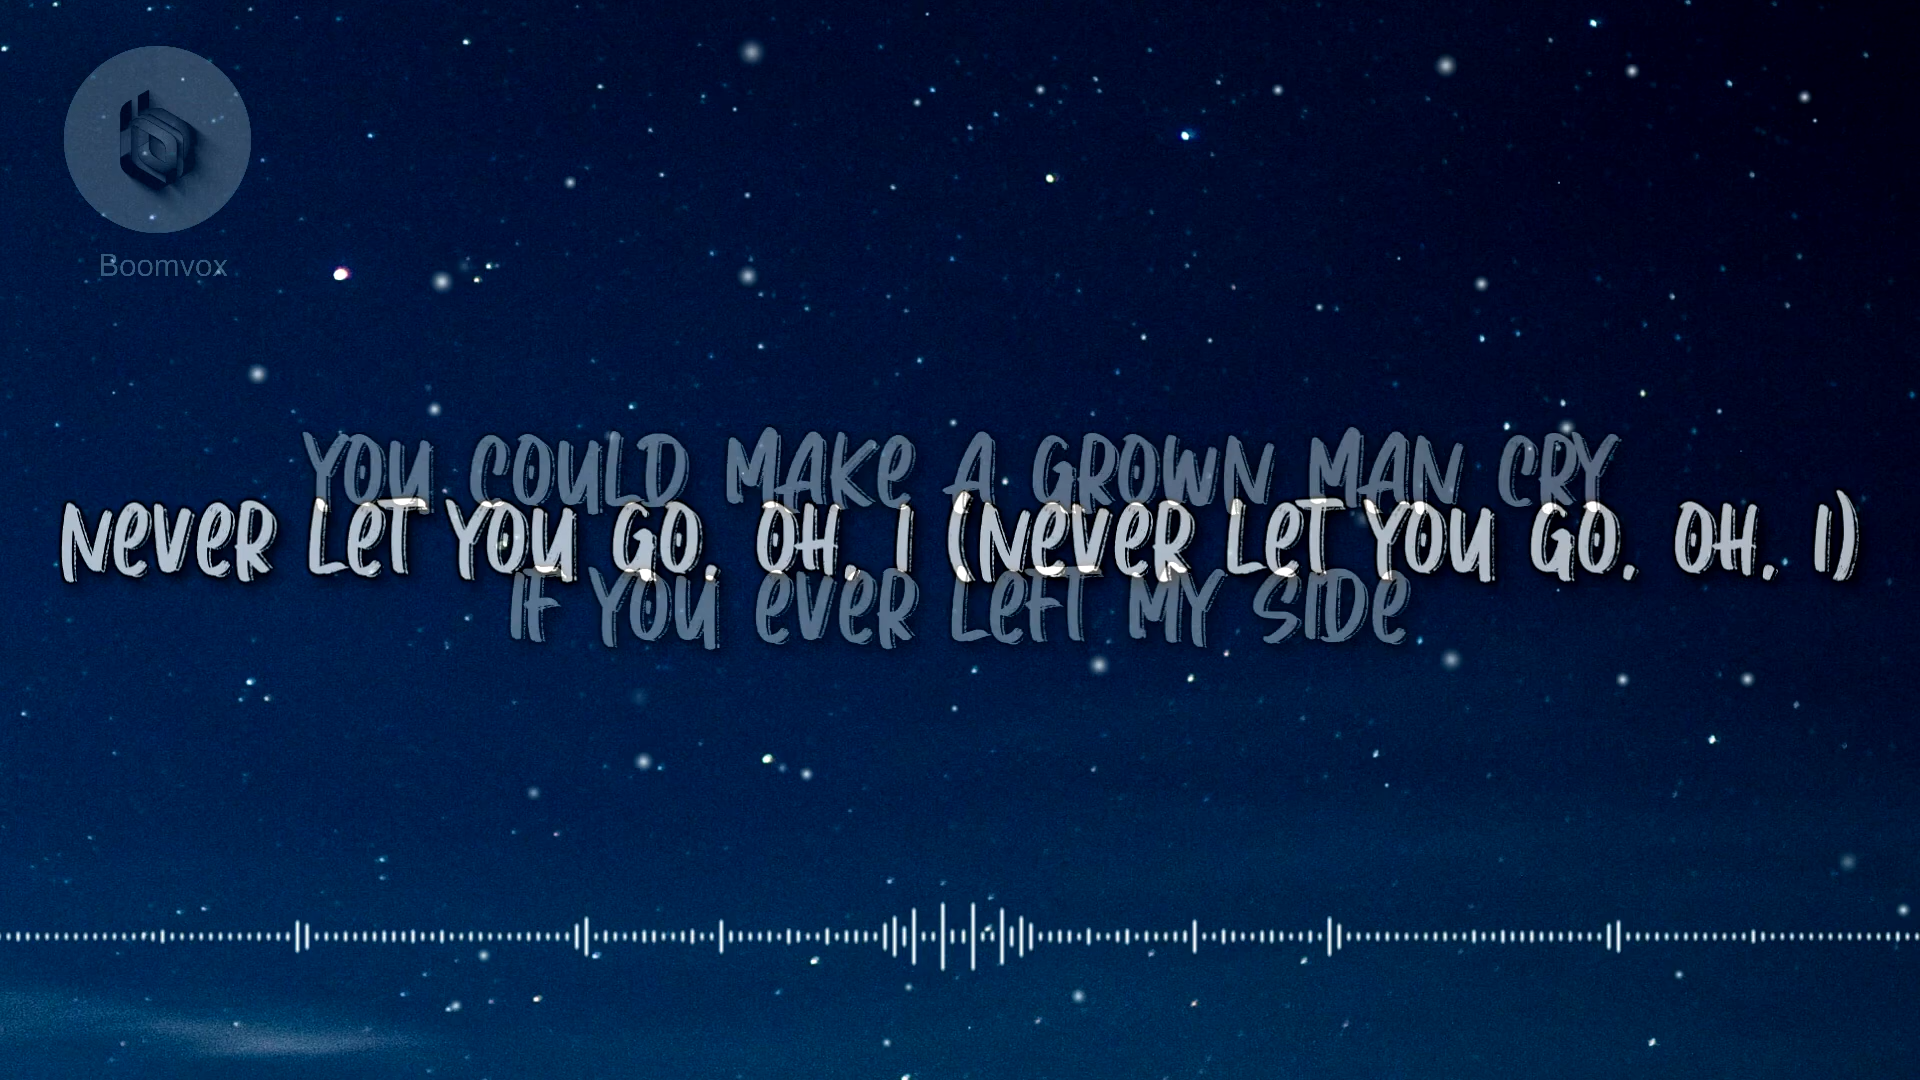 Boomvox
YOU COULD MAKE A GROWN MAN CRY
NEVER LET YOU GO, OH, I (NEVER LET YOU GO, OH, I)
IF YOU EVER LEFT MY SIDE